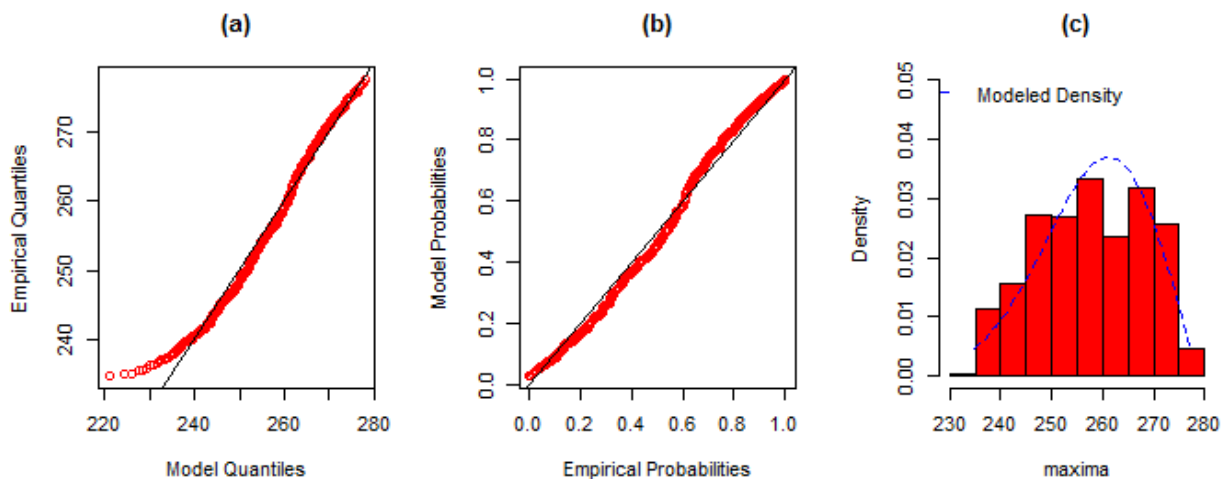 (a)
Empirical Quantiles
270
260
250
240
220 240 260 280
Model Quantiles
(b)
Model Probabilities
1.0
0.8
0.6
0.4
0.2
0.0
0.0 0.2 0.4 0.6 0.8 1.0
Empirical Probabilities
(c)
Modeled Density
Density
0.05
0.04
0.03
0.02
0.01
0.00
230 240 250 260 270 280
maxima